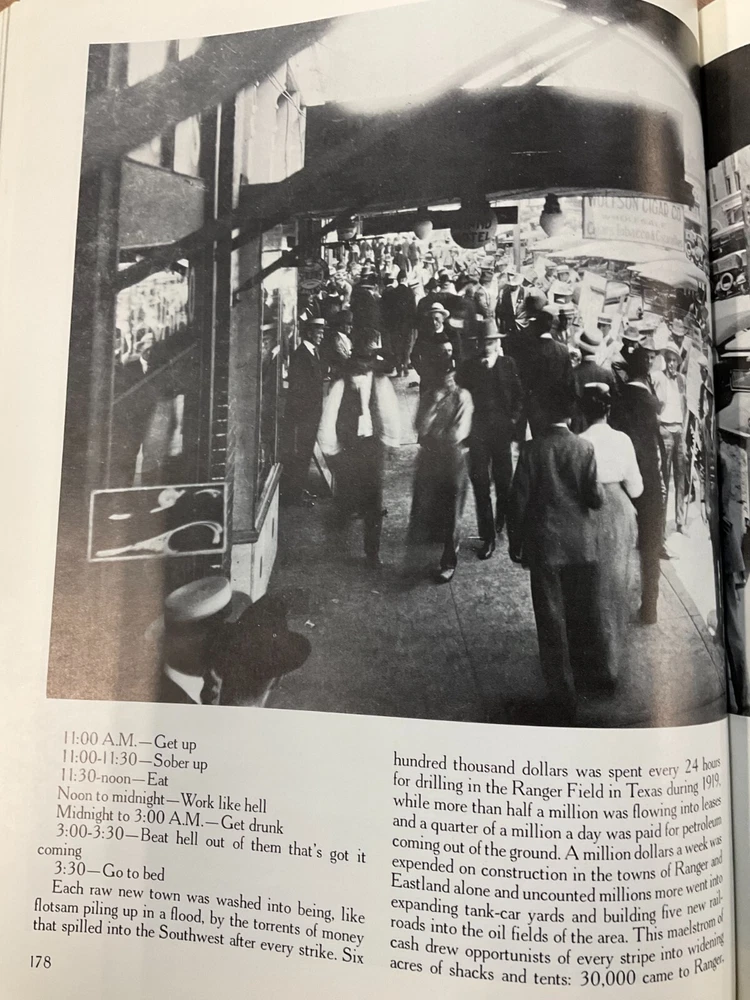 WOLFSON CIGAR CO.
TEL
11:00 A.M.—Get up
11:00-11:30—Sober up
11:30-noon—Eat
Noon to midnight—Work like hell
Midnight to 3:00 A.M.—Get drunk
3:00-3:30—Beat hell out of them that's got it
coming
3:30—Go to bed
Each raw new town was washed into being, like
flotsam piling up in a flood, by the torrents of money
that spilled into the Southwest after every strike. Six
178
hundred thousand dollars was spent every 24 hours
for drilling in the Ranger Field in Texas during 1919,
while more than half a million was flowing into leases
and a quarter of a million a day was paid for petroleum
coming out of the ground. A million dollars a week was
expended on construction in the towns of Ranger and
Eastland alone and uncounted millions more went into
expanding tank-car yards and building five new rail-
roads into the oil fields of the area. This maelstrom of
cash drew opportunists of every stripe into widening
acres of shacks and tents: 30,000 came to Ranger,